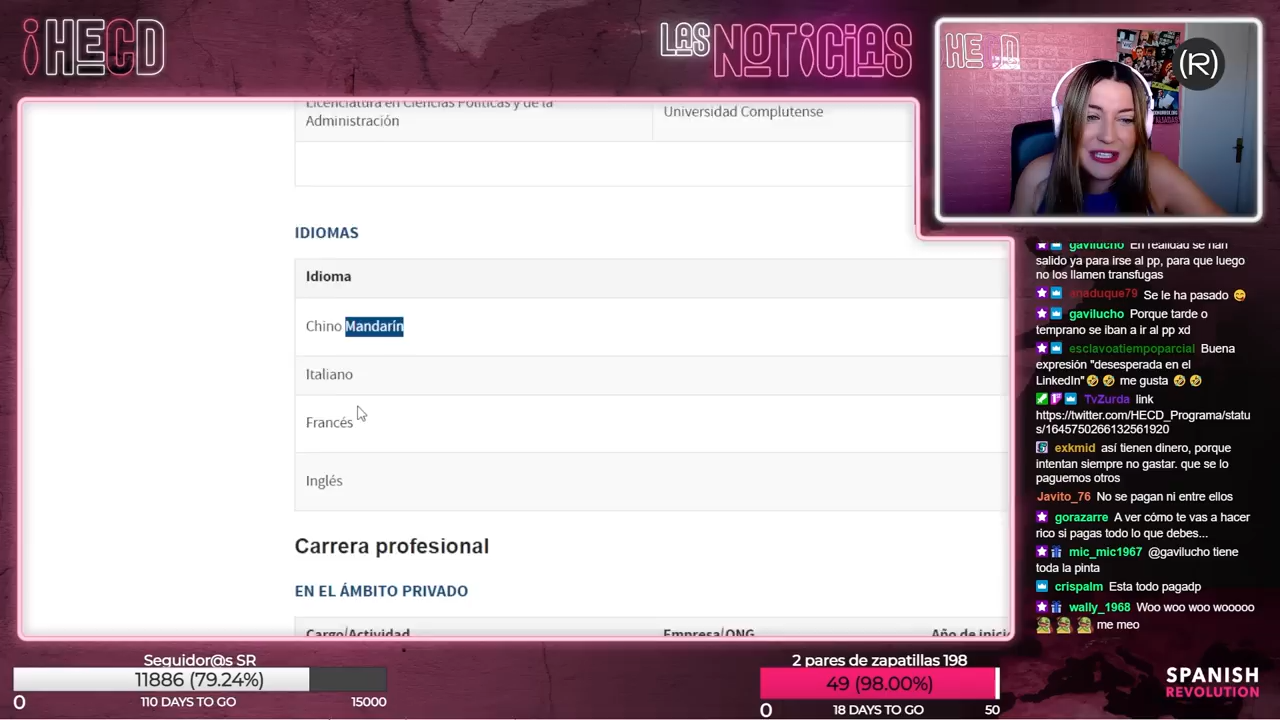 ¡HECD
LAS NOTICIAS
HE D
(R)
Licenciatura en Ciencias Políticas y de la
Administración
Universidad Complutense
IDIOMAS
Idioma
Chino Mandarín
Italiano
Francés
Inglés
Carrera profesional
EN EL ÁMBITO PRIVADO
Cargo/Actividad
Empresa/ONG
Año de inici
gavilucho En realidad se han
salido ya para irse al pp, para que luego
no los llamen transfugas
anaduque79 Se le ha pasado 😋
gavilucho Porque tarde o
temprano se iban a ir al pp xd
esclavoatiempoparcial Buena
expresión "desesperada en el
LinkedIn"🤣 🤣 me gusta 🤣 🤣
TvZurda link
https://twitter.com/HECD_Programa/statu
s/1645750266132561920
exkmid así tienen dinero, porque
intentan siempre no gastar. que se lo
paguemos otros
Javito_76 No se pagan ni entre ellos
gorazarre A ver cómo te vas a hacer
rico si pagas todo lo que debes...
mic_mic1967 @gavilucho tiene
toda la pinta
crispalm Esta todo pagadp
wally_1968 Woo woo woo wooooo
me meo
Seguidor@s SR
11886 (79.24%)
0
110 DAYS TO GO
15000
2 pares de zapatillas 198
49 (98.00%)
0
18 DAYS TO GO
50
SPANISH
REVOLUTION